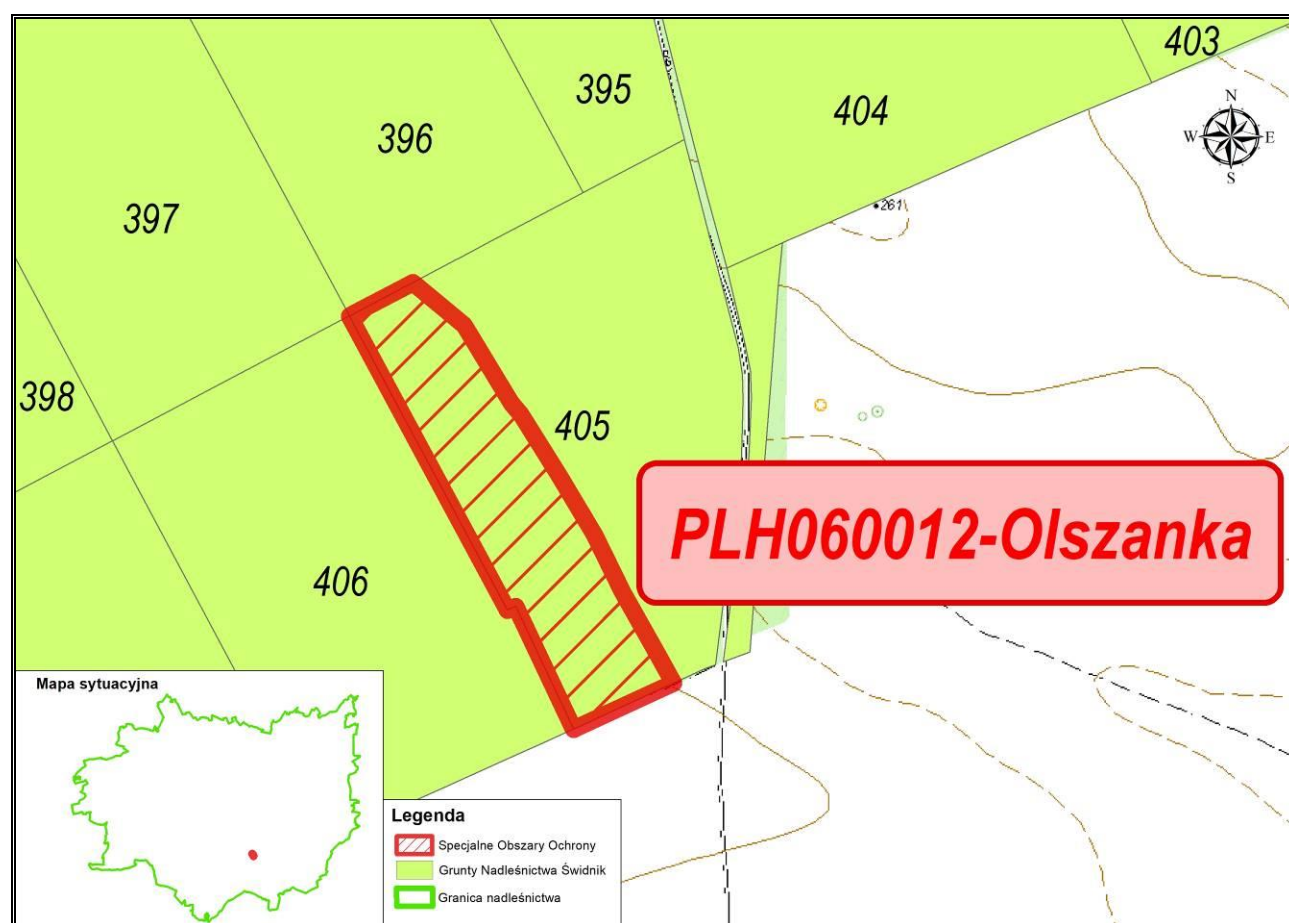 403
395
404
396
N
W E
S
397
261
398
405
PLH060012-Olszanka
406
Mapa sytuacyjna
Legenda
Specjalne Obszary Ochrony
Grunty Nadleśnictwa Świdnik
Granica nadleśnictwa